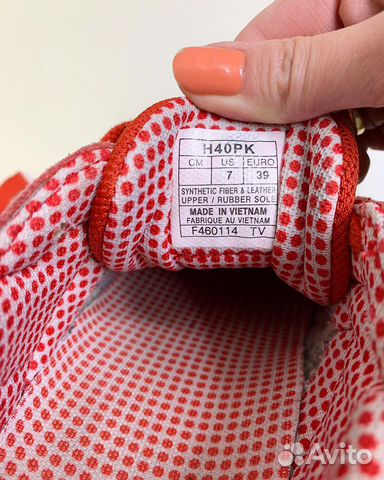 H40PK
CM US EURO
7 39
SYNTHETIC FIBER & LEATHER
UPPER / RUBBER SOLE
MADE IN VIETNAM
FABRIQUE AU VIETNAM
F460114 TV
Avito